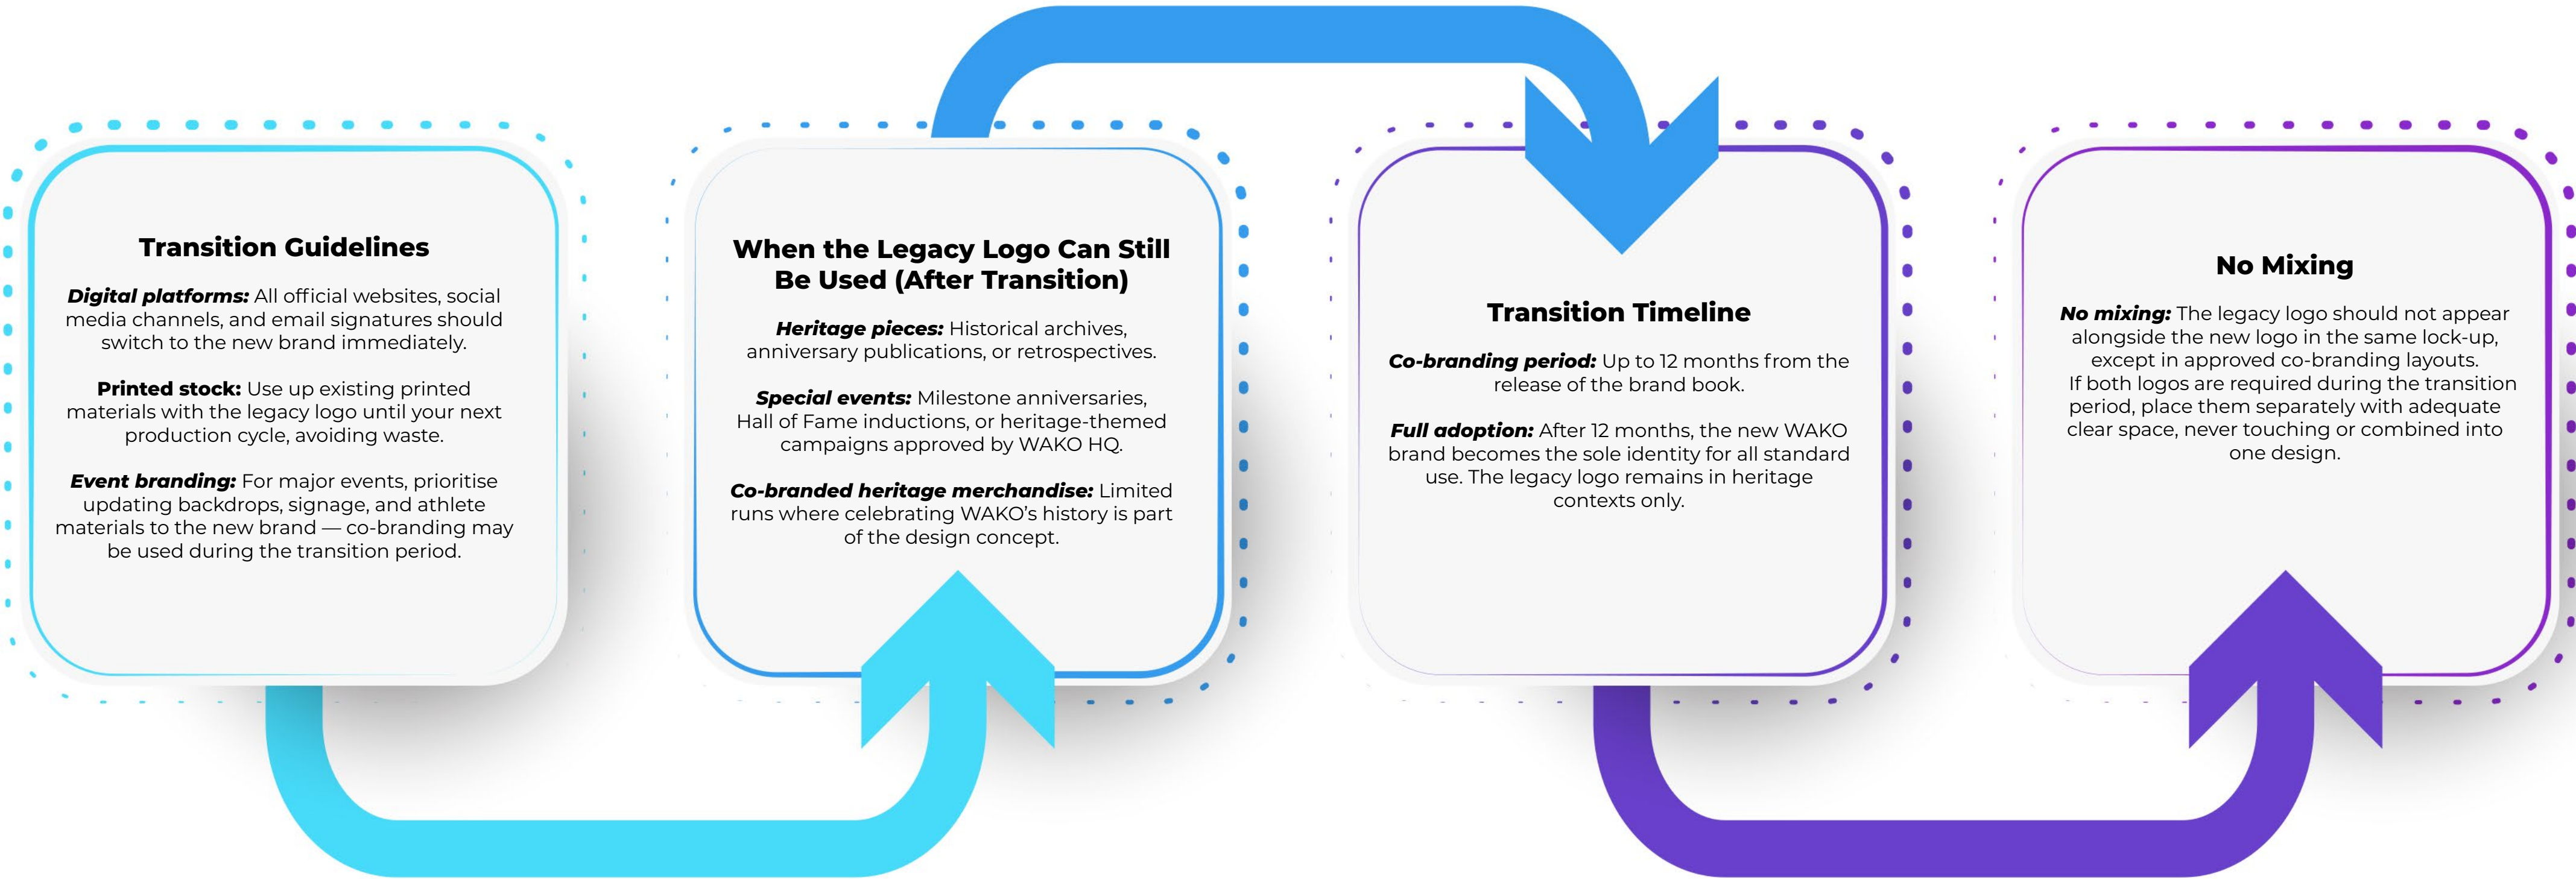 Transition Guidelines
Digital platforms: All official websites, social
media channels, and email signatures should
switch to the new brand immediately.
Printed stock: Use up existing printed
materials with the legacy logo until your next
production cycle, avoiding waste.
Event branding: For major events, prioritise
updating backdrops, signage, and athlete
materials to the new brand — co-branding may
be used during the transition period.
When the Legacy Logo Can Still
Be Used (After Transition)
Heritage pieces: Historical archives,
anniversary publications, or retrospectives.
Special events: Milestone anniversaries,
Hall of Fame inductions, or heritage-themed
campaigns approved by WAKO HQ.
Co-branded heritage merchandise: Limited
runs where celebrating WAKO’s history is part
of the design concept.
Transition Timeline
Co-branding period: Up to 12 months from the
release of the brand book.
Full adoption: After 12 months, the new WAKO
brand becomes the sole identity for all standard
use. The legacy logo remains in heritage
contexts only.
No Mixing
No mixing: The legacy logo should not appear
alongside the new logo in the same lock-up,
except in approved co-branding layouts.
If both logos are required during the transition
period, place them separately with adequate
clear space, never touching or combined into
one design.